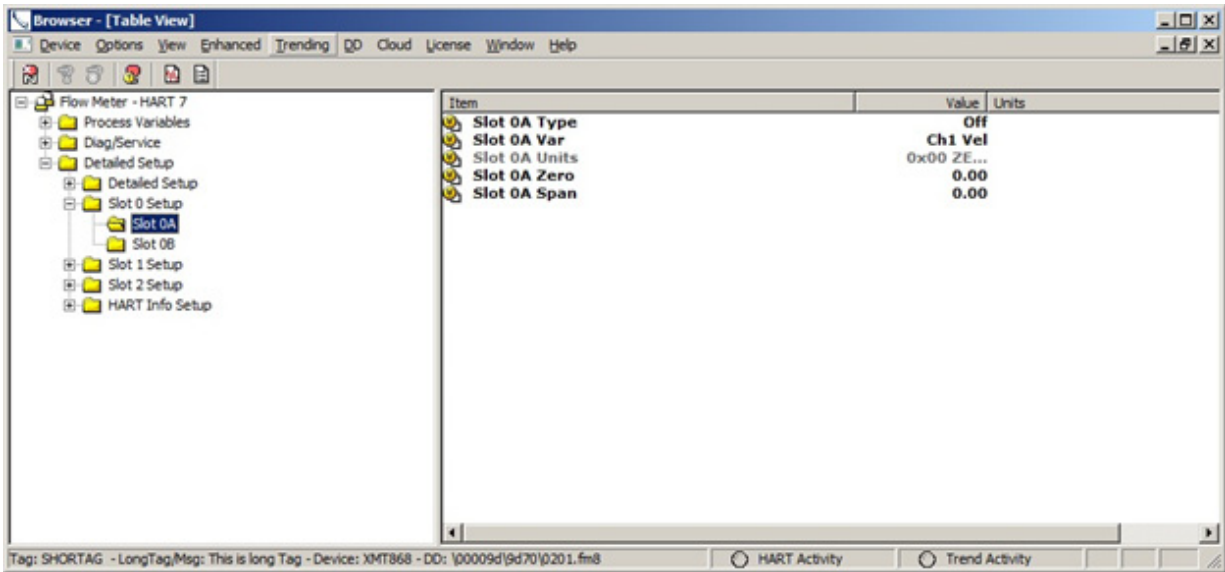 Browser - [Table View]
Device Options View Enhanced Trending DD Cloud License Window Help
Flow Meter - HART 7
Process Variables
Diag/Service
Detailed Setup
Detailed Setup
Slot 0 Setup
Slot 0A
Slot 0B
Slot 1 Setup
Slot 2 Setup
HART Info Setup
Item Value Units
Slot 0A Type Off
Slot 0A Var Ch1 Vel
Slot 0A Units 0x00 ZE...
Slot 0A Zero 0.00
Slot 0A Span 0.00
Tag: SHORTAG - LongTag/Msg: This is long Tag - Device: XMT868 - DD: \00009d\9d70\0201.fm8 HART Activity Trend Activity